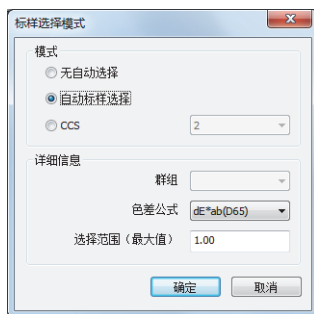 标样选择模式
模式
无自动选择
自动标样选择
CCS 2
详细信息
群组
色差公式 dE*ab(D65)
选择范围（最大值） 1.00
确定 取消